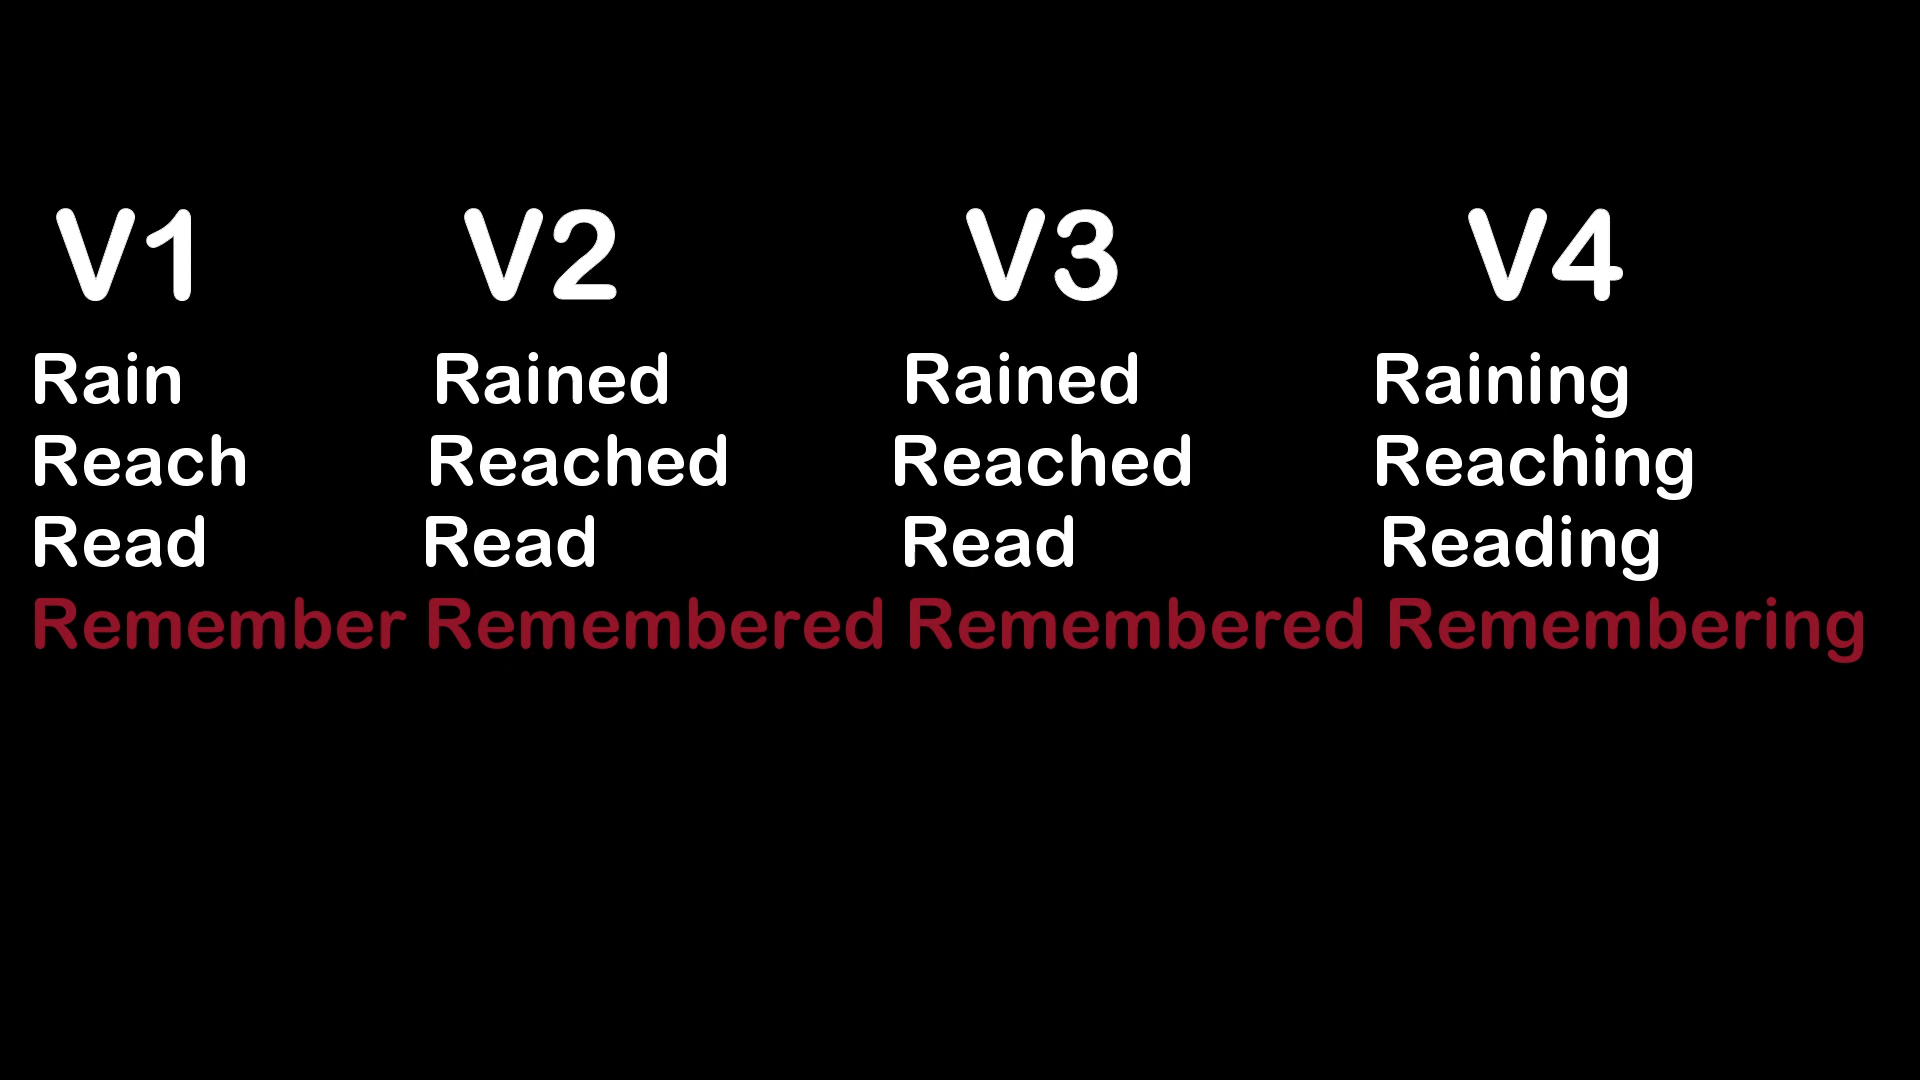 V1 V2 V3 V4
Rain Rained Rained Raining
Reach Reached Reached Reaching
Read Read Read Reading
Remember Remembered Remembered Remembering